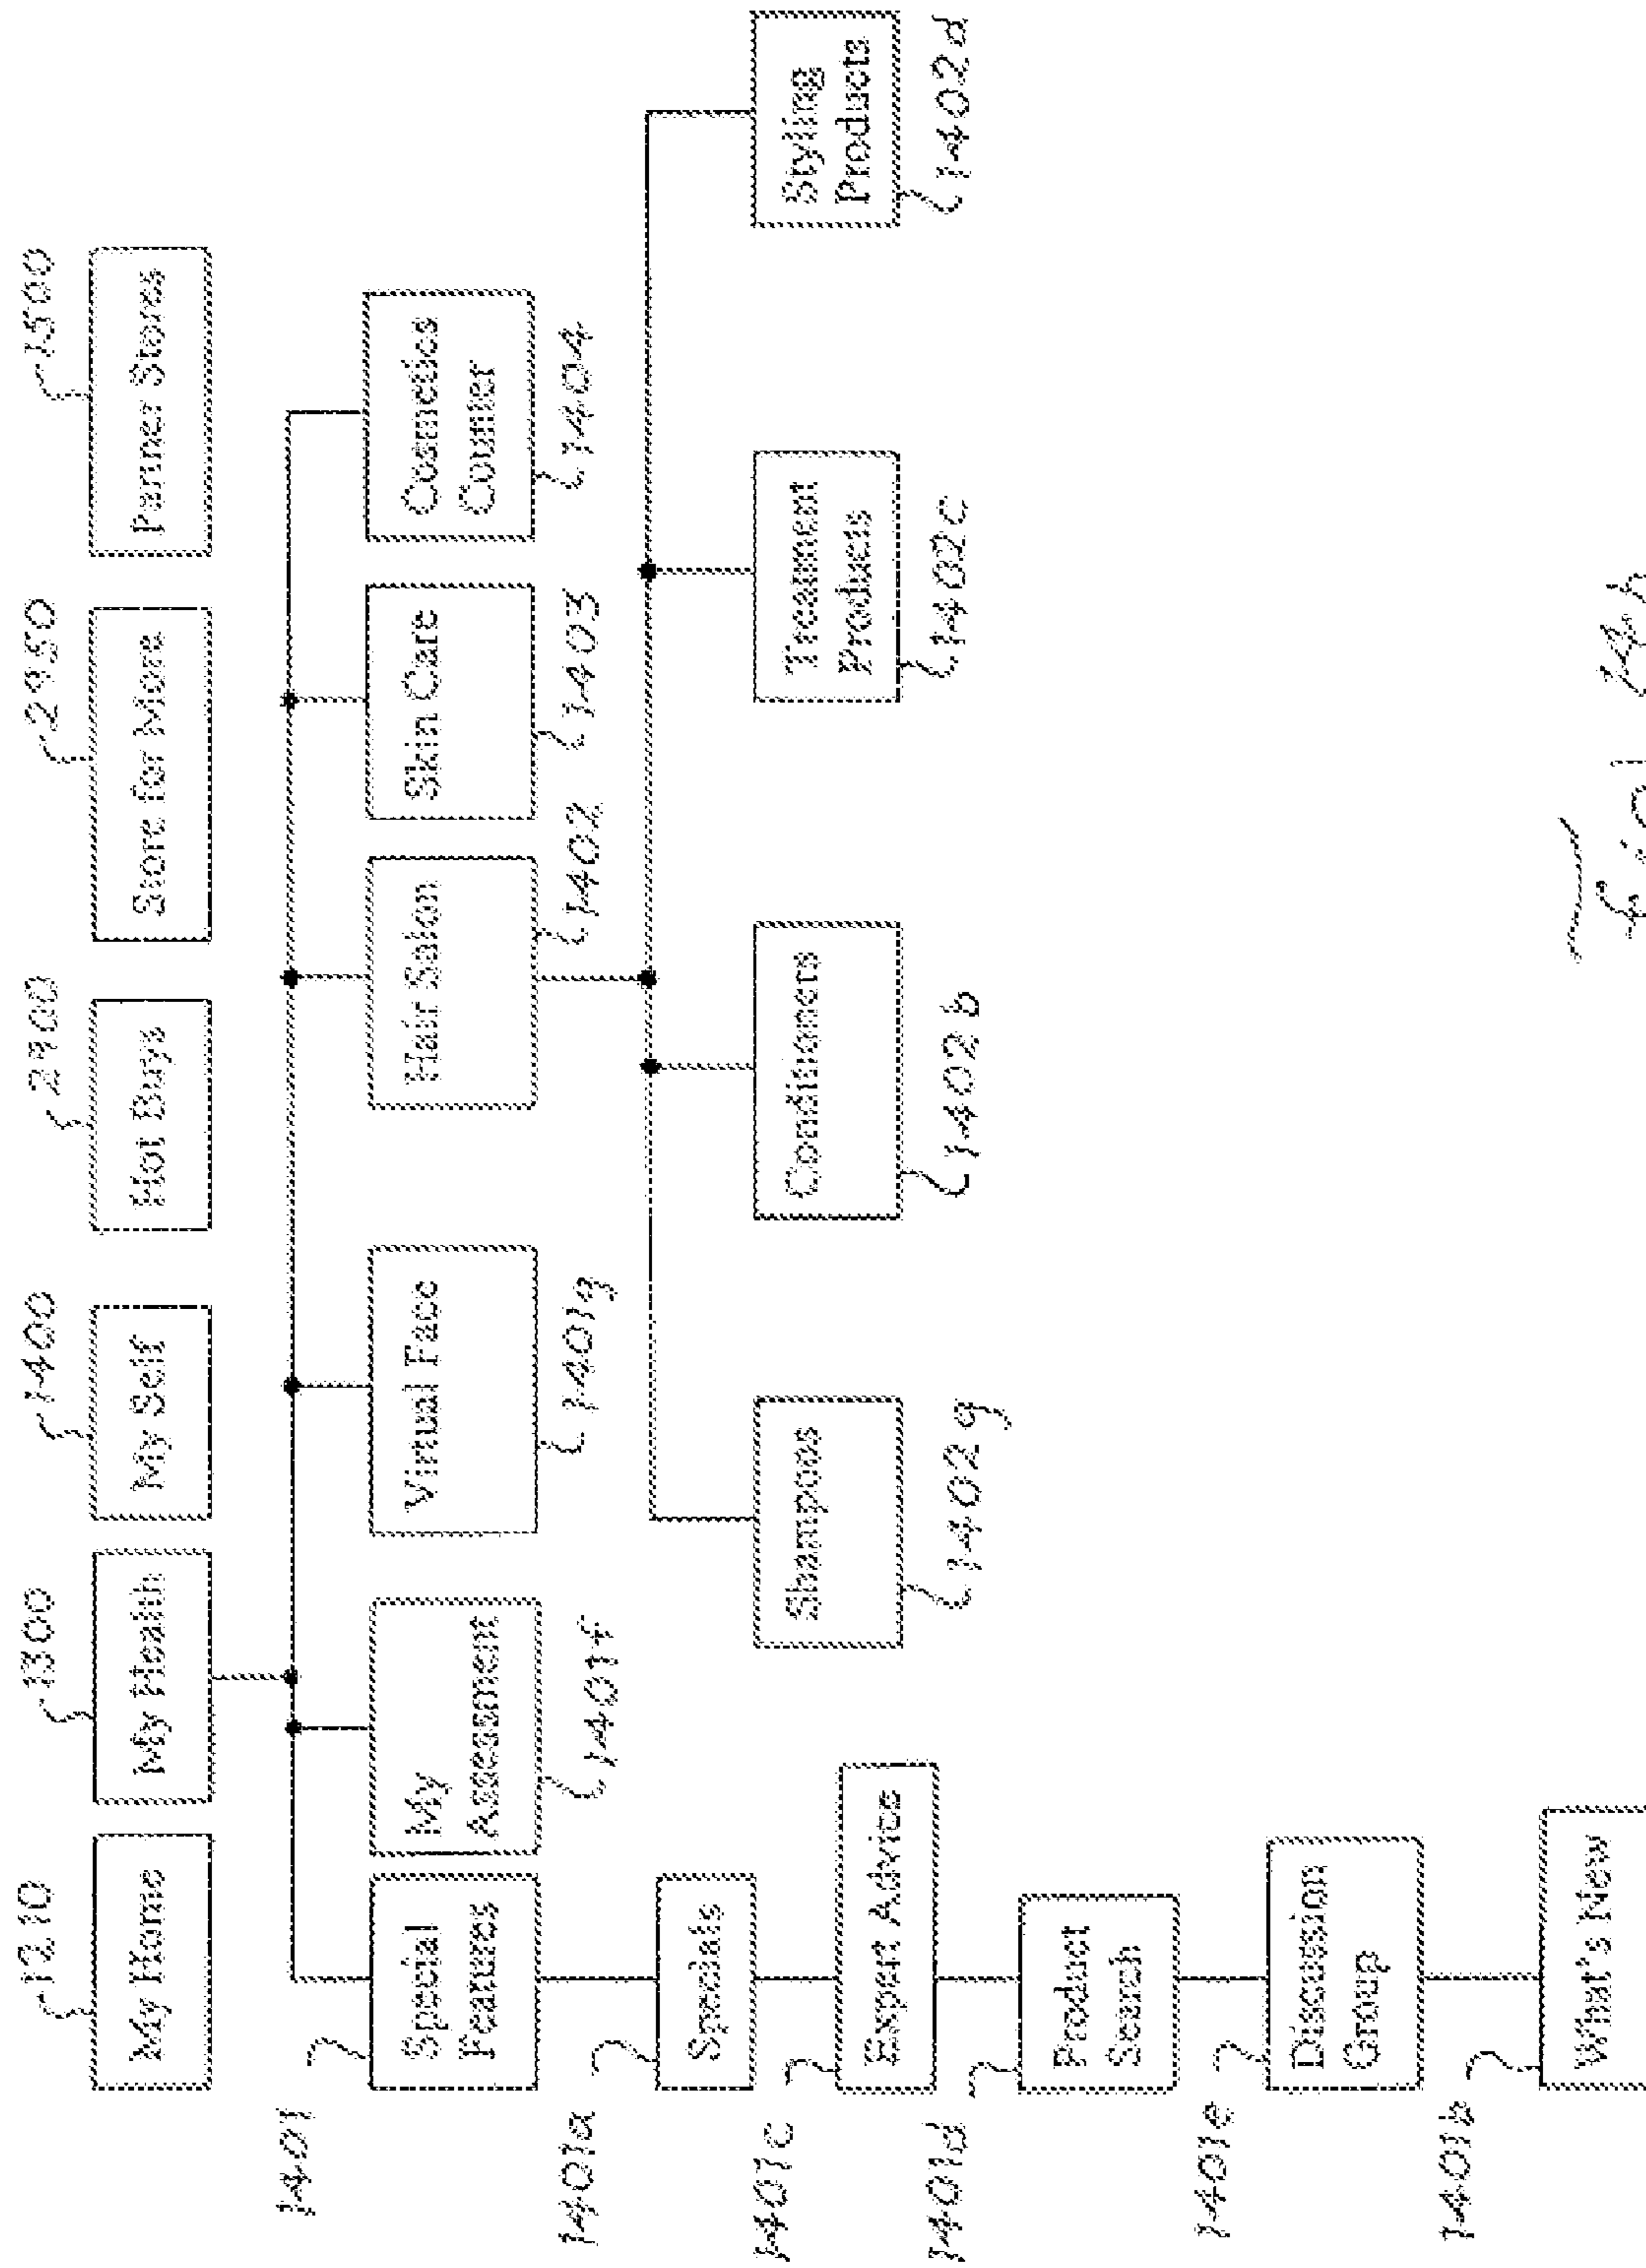 1210
1300
1400
2900
2950
1500
My Home
My Health
My Self
Hot Buys
Store for More
Partner Stores
1401
Special
Features
My
Assessment
1401f
Virtual Face
1401g
Hair Salon
1402
Skin Care
1403
Cosmetics
Counter
1404
1401a
Specials
1401c
Expert Advice
1401d
Product
Search
1401e
Discussion
Group
1401b
What's New
Shampos
1402g
Conditioners
1402b
Treatment
Products
1402c
Styling
Products
1402d